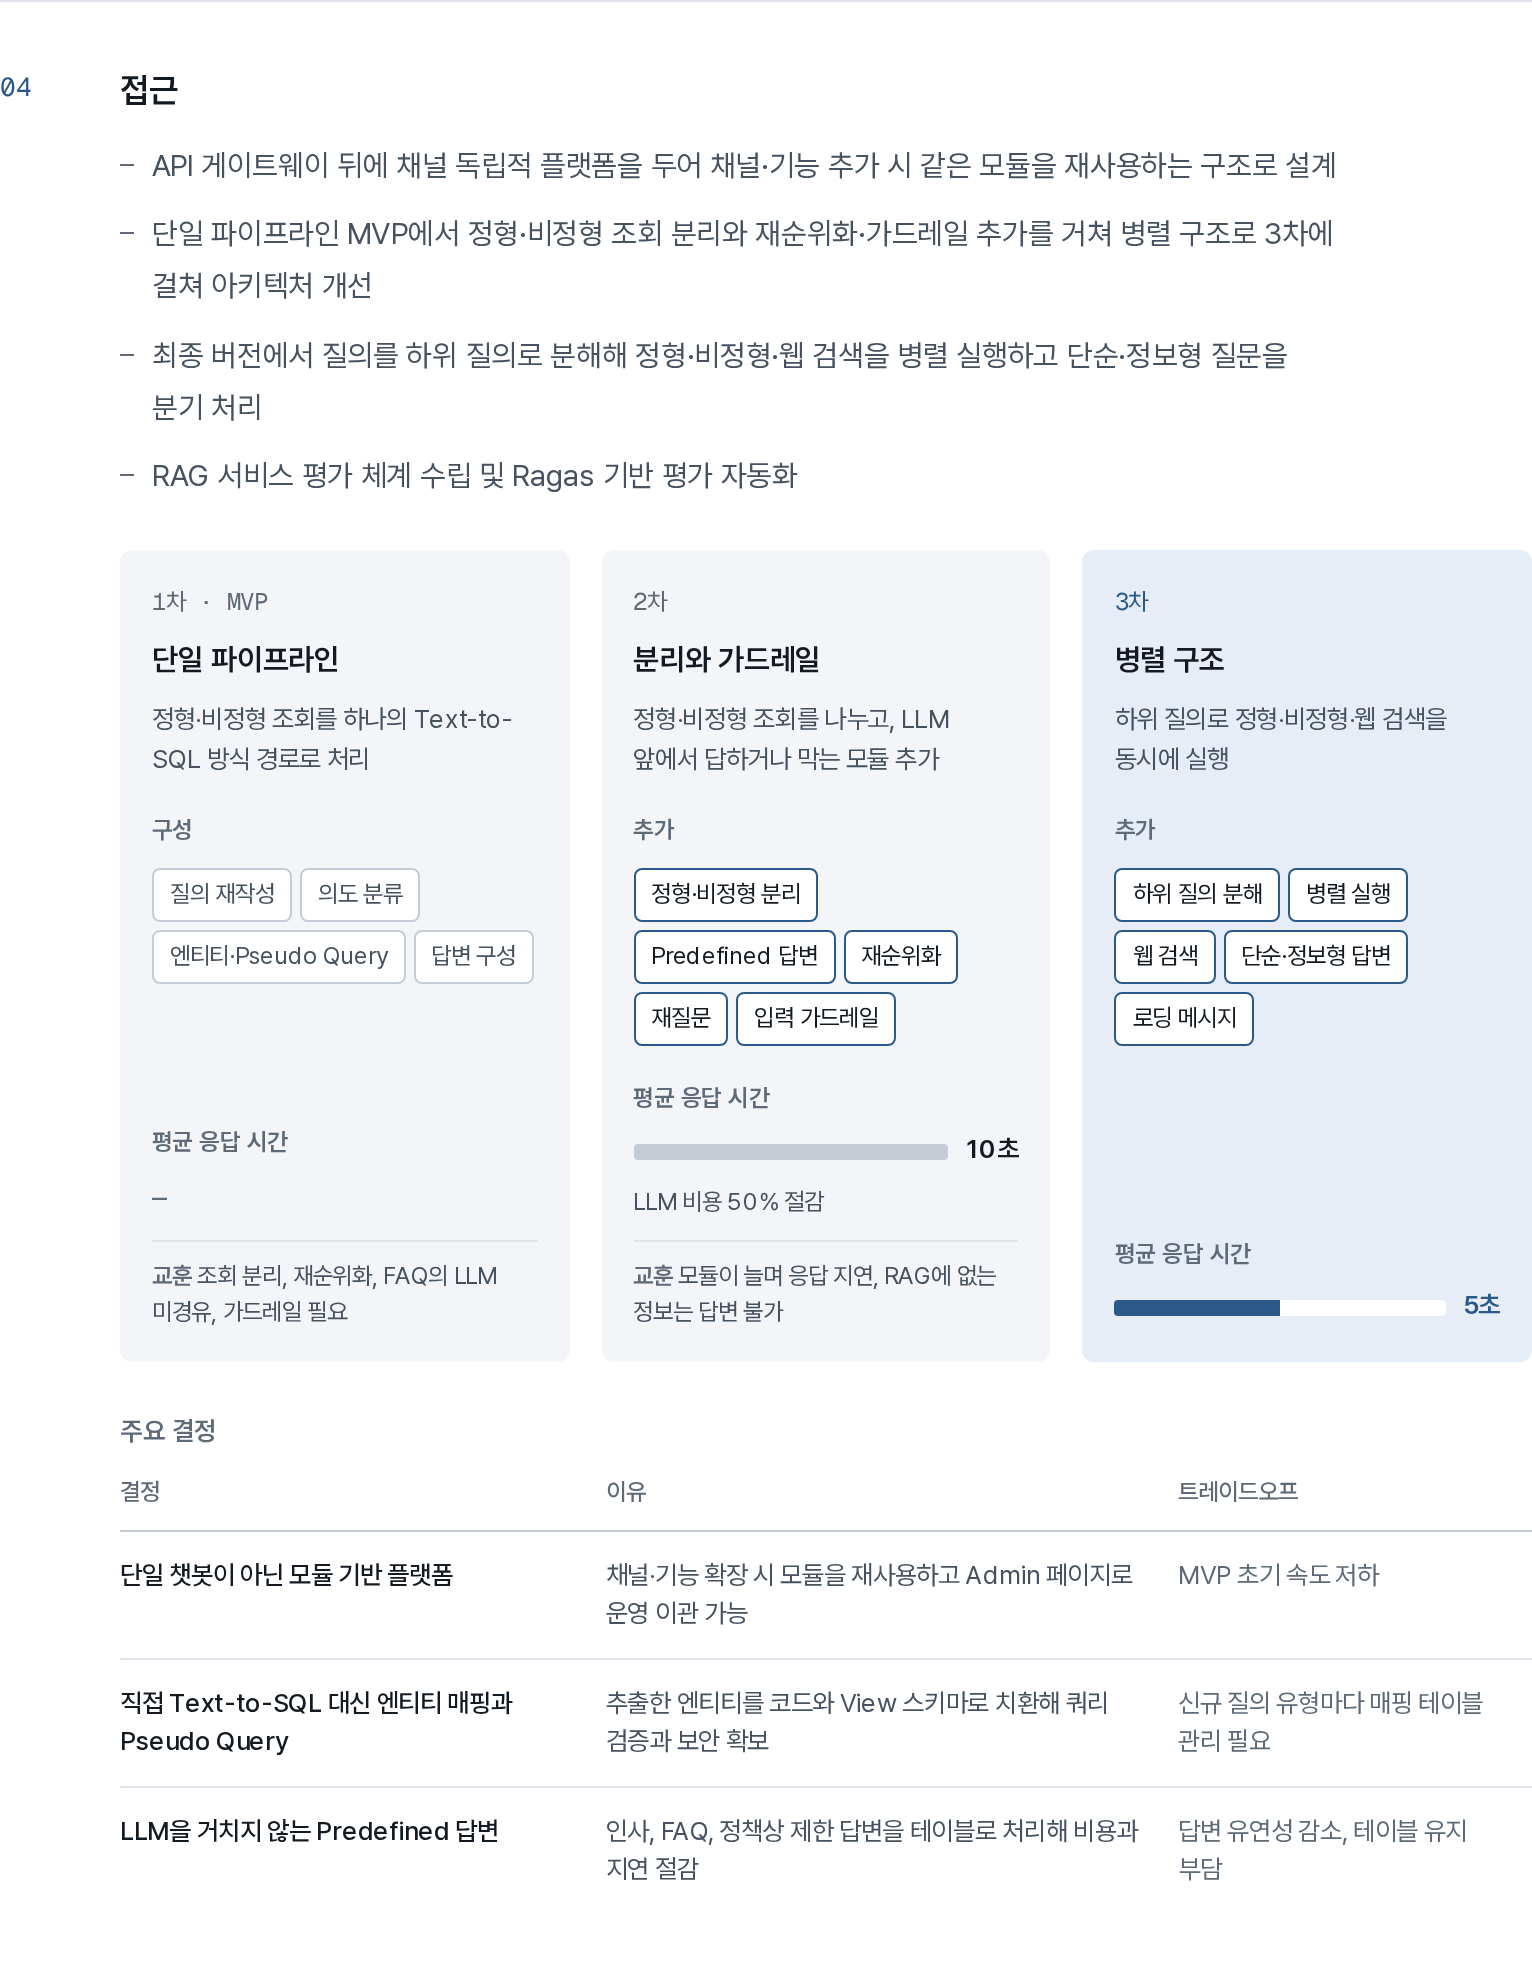 04
접근
– API 게이트웨이 뒤에 채널 독립적 플랫폼을 두어 채널·기능 추가 시 같은 모듈을 재사용하는 구조로 설계
– 단일 파이프라인 MVP에서 정형·비정형 조회 분리와 재순위화·가드레일 추가를 거쳐 병렬 구조로 3차에
걸쳐 아키텍처 개선
– 최종 버전에서 질의를 하위 질의로 분해해 정형·비정형·웹 검색을 병렬 실행하고 단순·정보형 질문을
분기 처리
– RAG 서비스 평가 체계 수립 및 Ragas 기반 평가 자동화
1차 · MVP
단일 파이프라인
정형·비정형 조회를 하나의 Text-to-
SQL 방식 경로로 처리
구성
질의 재작성 의도 분류
엔티티·Pseudo Query 답변 구성
평균 응답 시간
–
교훈 조회 분리, 재순위화, FAQ의 LLM
미경유, 가드레일 필요
2차
분리와 가드레일
정형·비정형 조회를 나누고, LLM
앞에서 답하거나 막는 모듈 추가
추가
정형·비정형 분리
Predefined 답변 재순위화
재질문 입력 가드레일
평균 응답 시간
10초
LLM 비용 50% 절감
교훈 모듈이 늘며 응답 지연, RAG에 없는
정보는 답변 불가
3차
병렬 구조
하위 질의로 정형·비정형·웹 검색을
동시에 실행
추가
하위 질의 분해 병렬 실행
웹 검색 단순·정보형 답변
로딩 메시지
평균 응답 시간
5초
주요 결정
결정 이유 트레이드오프
단일 챗봇이 아닌 모듈 기반 플랫폼
채널·기능 확장 시 모듈을 재사용하고 Admin 페이지로
운영 이관 가능
MVP 초기 속도 저하
직접 Text-to-SQL 대신 엔티티 매핑과
Pseudo Query
추출한 엔티티를 코드와 View 스키마로 치환해 쿼리
검증과 보안 확보
신규 질의 유형마다 매핑 테이블
관리 필요
LLM을 거치지 않는 Predefined 답변
인사, FAQ, 정책상 제한 답변을 테이블로 처리해 비용과
지연 절감
답변 유연성 감소, 테이블 유지
부담